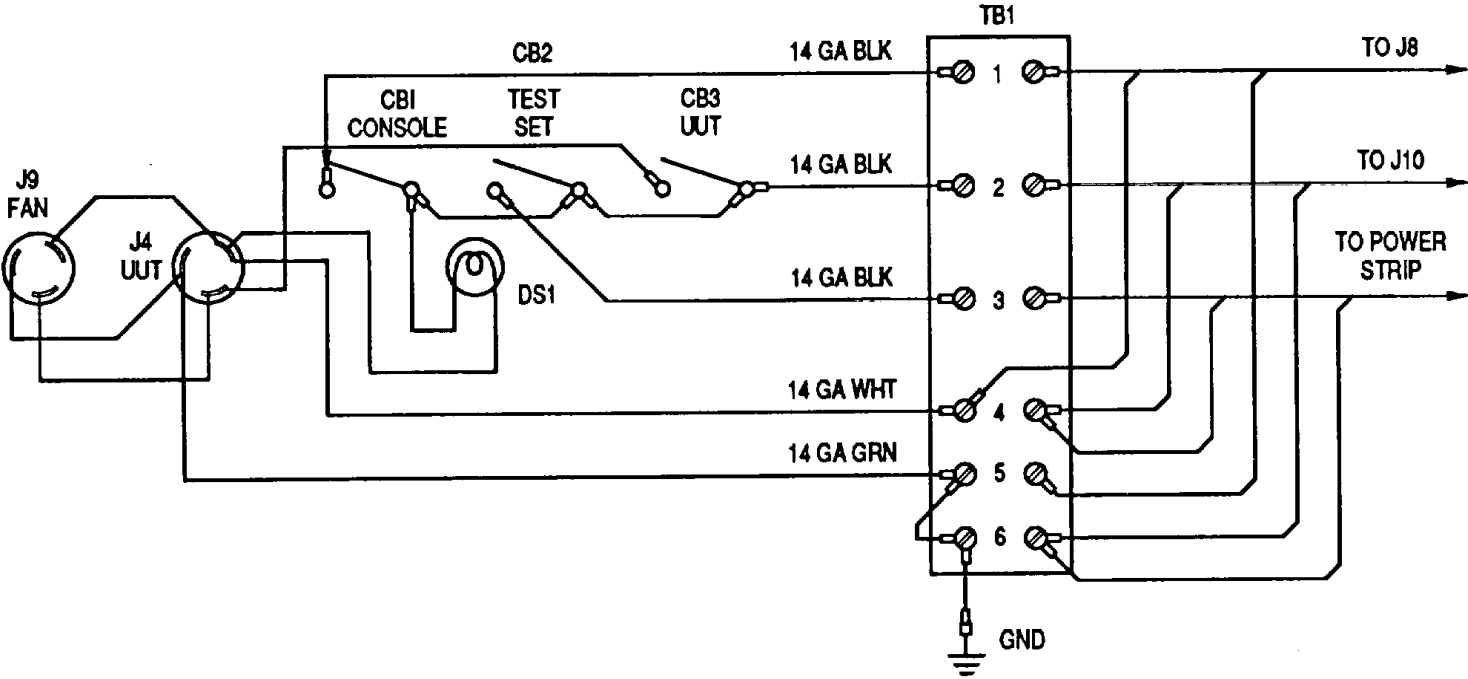 TB1
CB2
14 GA BLK
1
TO J8
CB1
CONSOLE
TEST
SET
CB3
UUT
14 GA BLK
2
TO J10
J9
FAN
J4
UUT
DS1
14 GA BLK
3
TO POWER
STRIP
14 GA WHT
4
14 GA GRN
5
6
GND